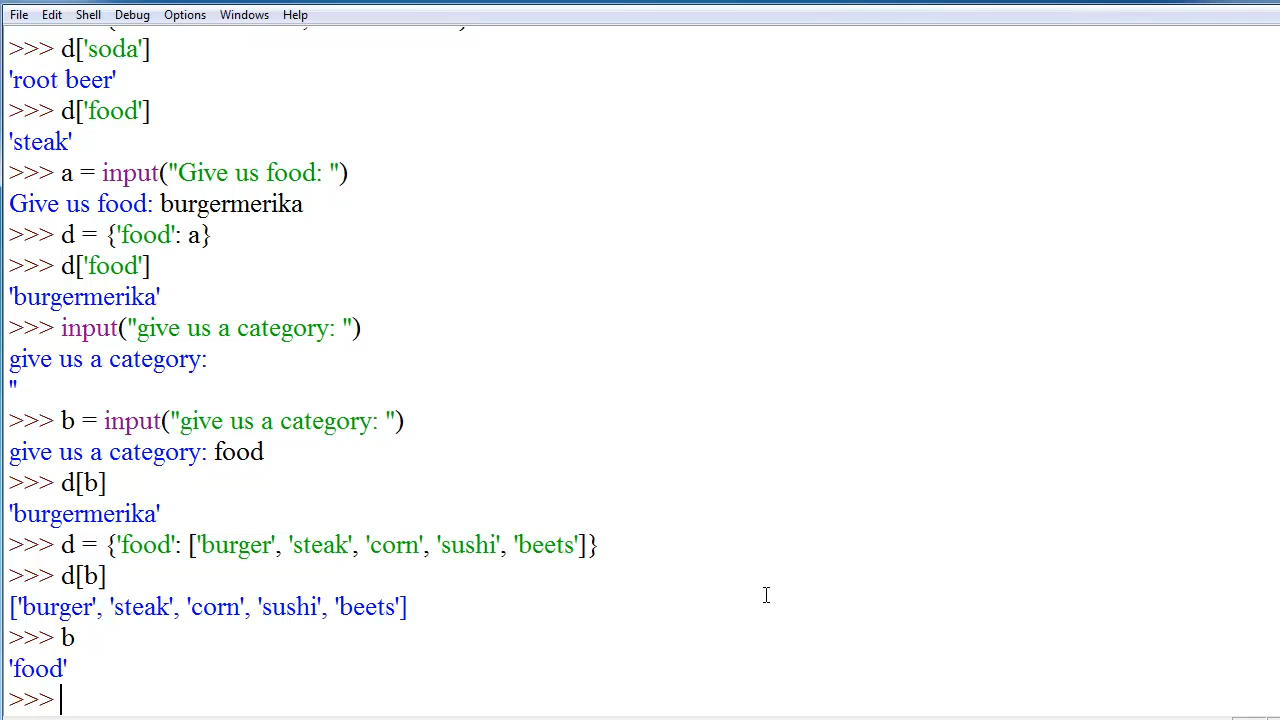 File Edit Shell Debug Options Windows Help
>>> d['soda']
'root beer'
>>> d['food']
'steak'
>>> a = input("Give us food: ")
Give us food: burgermerika
>>> d = {'food': a}
>>> d['food']
'burgermerika'
>>> input("give us a category: ")
give us a category:
''
>>> b = input("give us a category: ")
give us a category: food
>>> d[b]
'burgermerika'
>>> d = {'food': ['burger', 'steak', 'corn', 'sushi', 'beets']}
>>> d[b]
['burger', 'steak', 'corn', 'sushi', 'beets']
>>> b
'food'
>>>